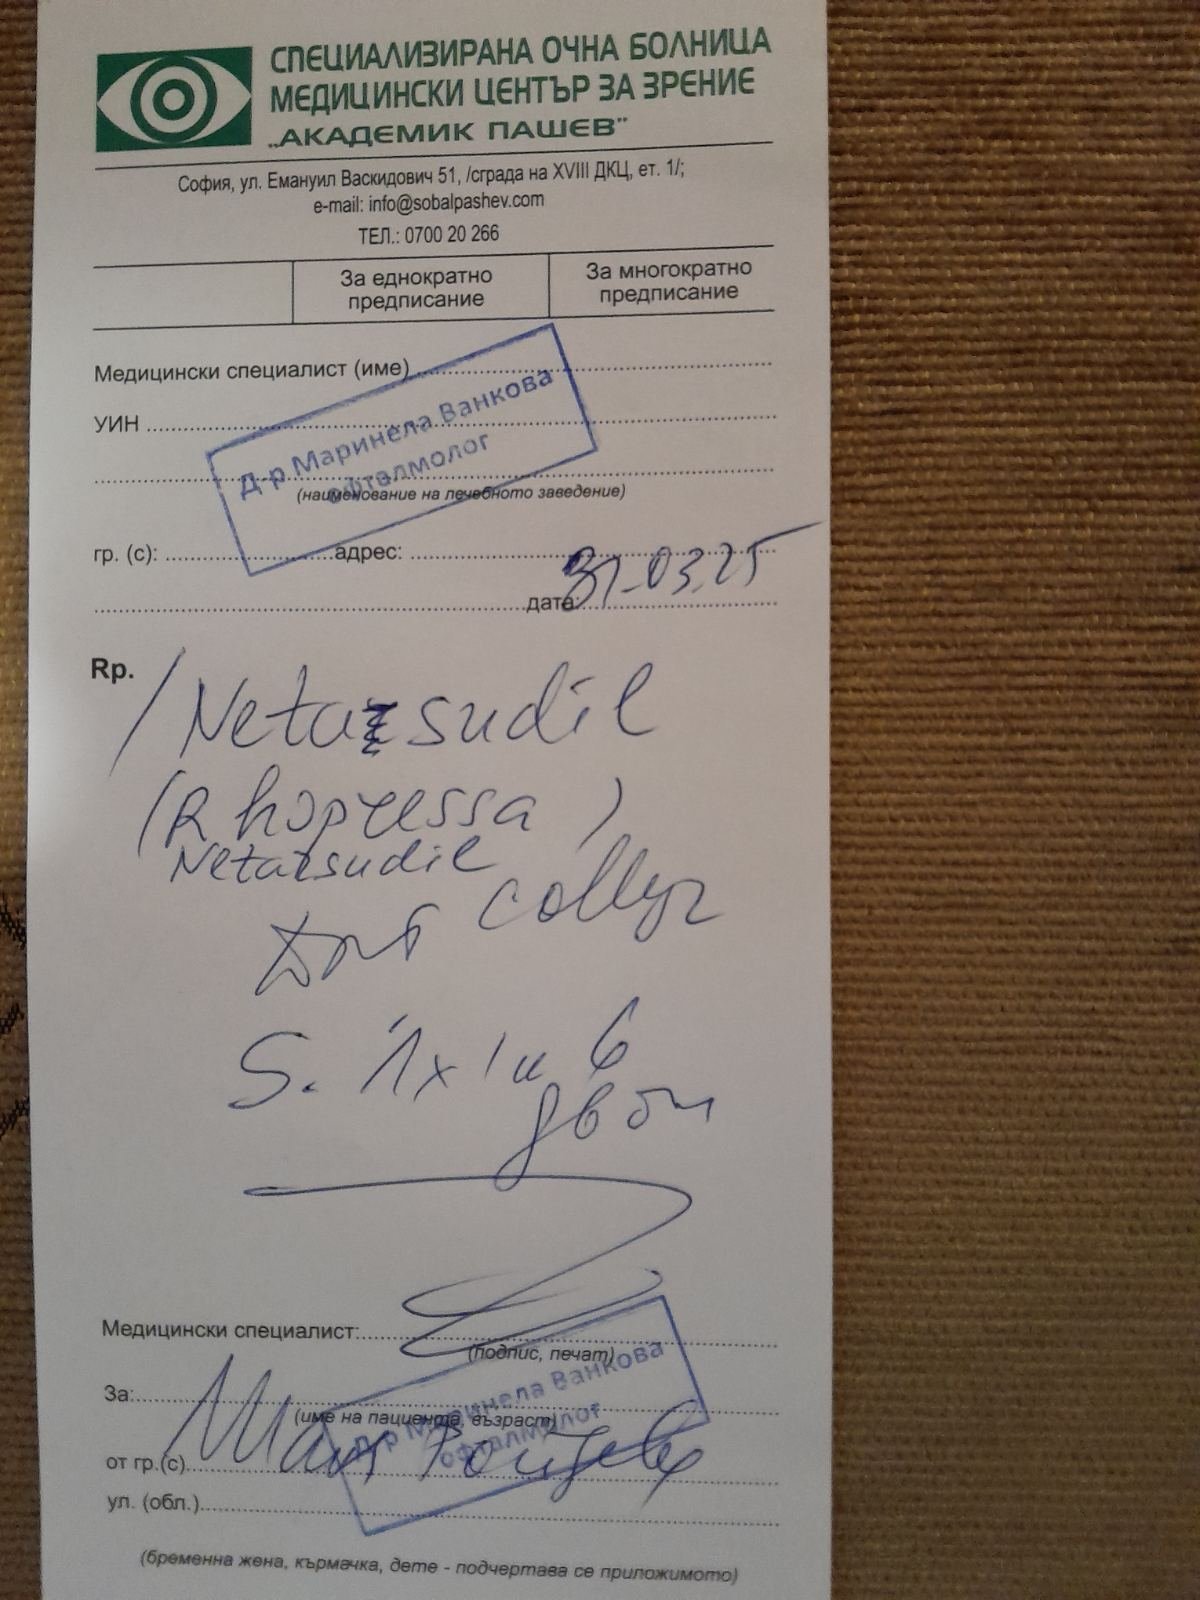 СПЕЦИАЛИЗИРАНА ОЧНА БОЛНИЦА
МЕДИЦИНСКИ ЦЕНТЪР ЗА ЗРЕНИЕ
„АКАДЕМИК ПАШЕВ"
София, ул. Емануил Васкидович 51, /сграда на XVIII ДКЦ, ет. 1/;
e-mail: info@sobalpashev.com
ТЕЛ.: 0700 20 266
За еднократно предписание
За многократно предписание
Медицински специалист (име)
УИН
Д-р Маринела Ванкова
офталмолог
(наименование на лечебното заведение)
гр. (с): адрес:
дата: 31.03.25
Rp.
/ Netarsudil
(Rhopressa)
Netarsudil
collyr
S. 1x1 к в
дв

Медицински специалист:
(подпис, печат)
Д-р Маринела Ванкова
офталмолог
За:
(име на пациента, възраст)
от гр.(с)
ул. (обл.)
(бременна жена, кърмачка, дете - подчертава се приложимото)